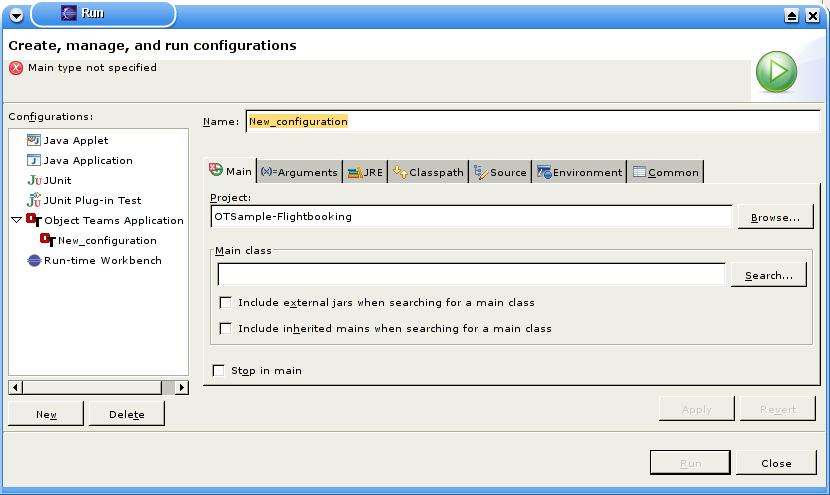 Run
Create, manage, and run configurations
Main type not specified
Configurations:
Java Applet
Java Application
JUnit
JUnit Plug-in Test
Object Teams Application
New_configuration
Run-time Workbench
New
Delete
Name: New_configuration
Main
(x)=Arguments
JRE
Classpath
Source
Environment
Common
Project:
OTSample-Flightbooking
Browse...
Main class
Search...
Include external jars when searching for a main class
Include inherited mains when searching for a main class
Stop in main
Apply
Revert
Run
Close